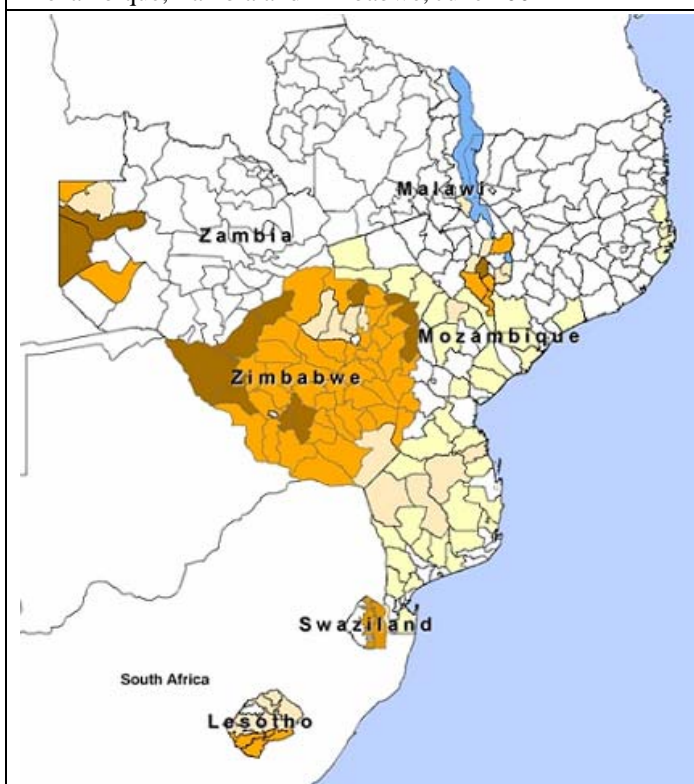 Malawi
Zambia
Mozambique
Zimbabwe
Swaziland
South Africa
Lesotho